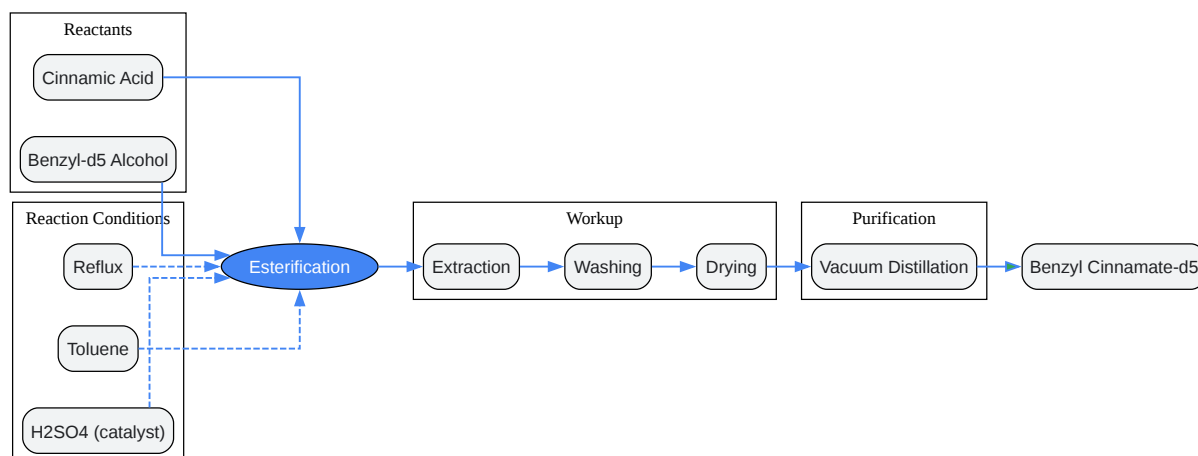 Reactants
Cinnamic Acid
Benzyl-d5 Alcohol
Reaction Conditions
Reflux
Toluene
H2SO4 (catalyst)
Esterification
Workup
Extraction
Washing
Drying
Purification
Vacuum Distillation
Benzyl Cinnamate-d5